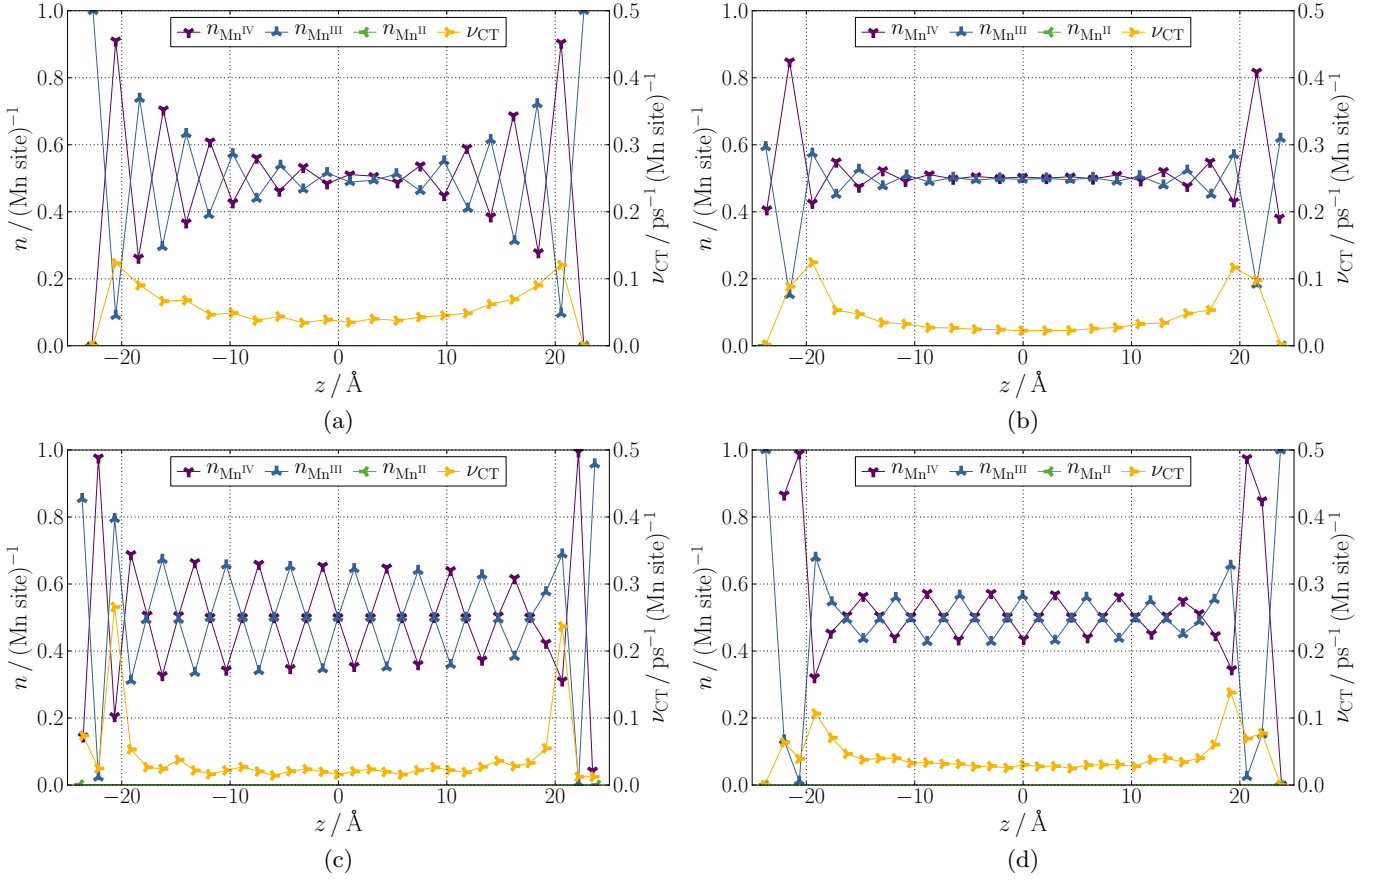 n_Mn^IV n_Mn^III n_Mn^II ν_CT
1.0 0.8 0.6 0.4 0.2 0.0
n / (Mn site)^−1
0.5 0.4 0.3 0.2 0.1 0.0
ν_CT / ps^−1 (Mn site)^−1
−20 −10 0 10 20
z / Å
(a)
n_Mn^IV n_Mn^III n_Mn^II ν_CT
1.0 0.8 0.6 0.4 0.2 0.0
n / (Mn site)^−1
0.5 0.4 0.3 0.2 0.1 0.0
ν_CT / ps^−1 (Mn site)^−1
−20 −10 0 10 20
z / Å
(b)
n_Mn^IV n_Mn^III n_Mn^II ν_CT
1.0 0.8 0.6 0.4 0.2 0.0
n / (Mn site)^−1
0.5 0.4 0.3 0.2 0.1 0.0
ν_CT / ps^−1 (Mn site)^−1
−20 −10 0 10 20
z / Å
(c)
n_Mn^IV n_Mn^III n_Mn^II ν_CT
1.0 0.8 0.6 0.4 0.2 0.0
n / (Mn site)^−1
0.5 0.4 0.3 0.2 0.1 0.0
ν_CT / ps^−1 (Mn site)^−1
−20 −10 0 10 20
z / Å
(d)